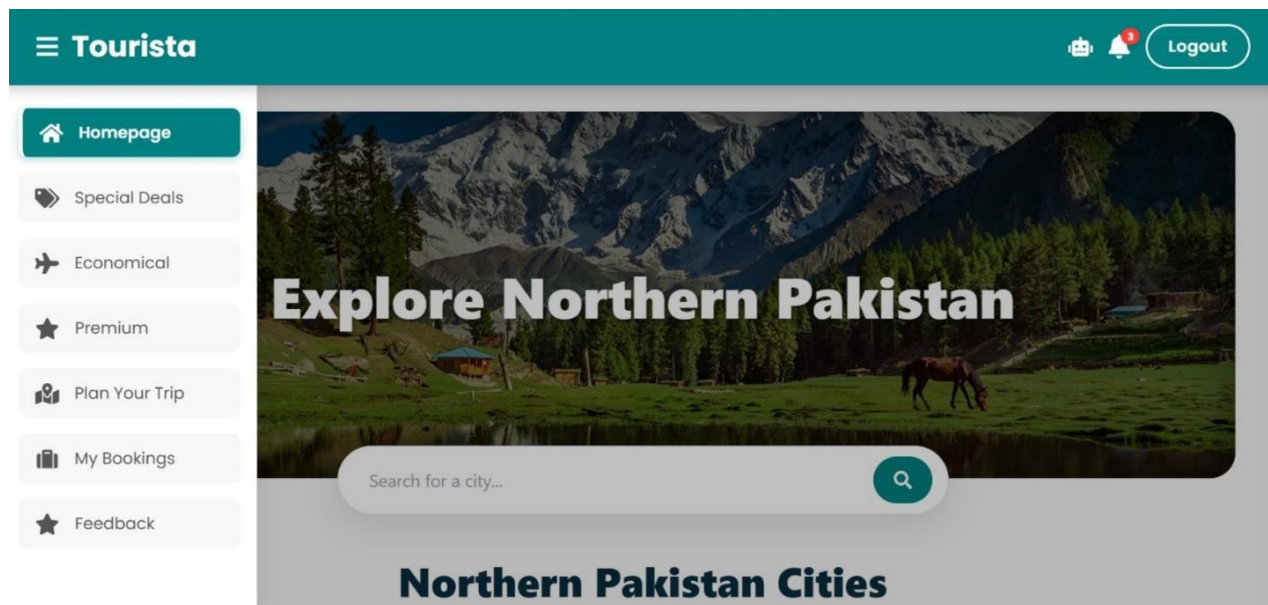 Tourista
3
Logout
Homepage
Special Deals
Economical
Premium
Plan Your Trip
My Bookings
Feedback
Explore Northern Pakistan
Search for a city...
Northern Pakistan Cities